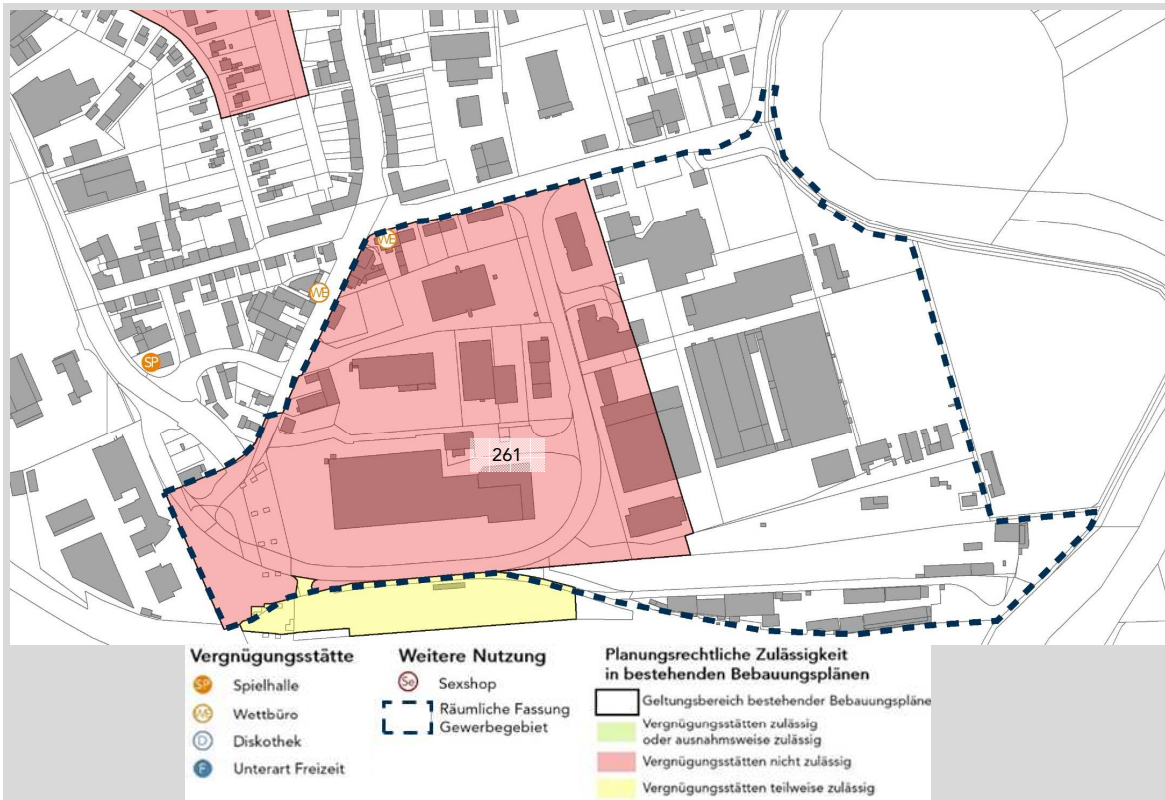 WE
WE
SP
261
Vergnügungsstätte
SP Spielhalle
WE Wettbüro
D Diskothek
F Unterart Freizeit
Weitere Nutzung
Se Sexshop
Räumliche Fassung
Gewerbegebiet
Planungsrechtliche Zulässigkeit
in bestehenden Bebauungsplänen
Geltungsbereich bestehender Bebauungspläne
Vergnügungsstätten zulässig
oder ausnahmsweise zulässig
Vergnügungsstätten nicht zulässig
Vergnügungsstätten teilweise zulässig